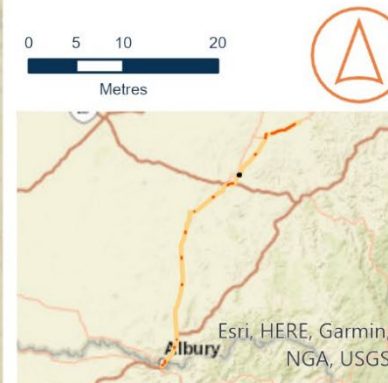 0 5 10 20
Metres
Albury
Esri, HERE, Garmin,
NGA, USGS